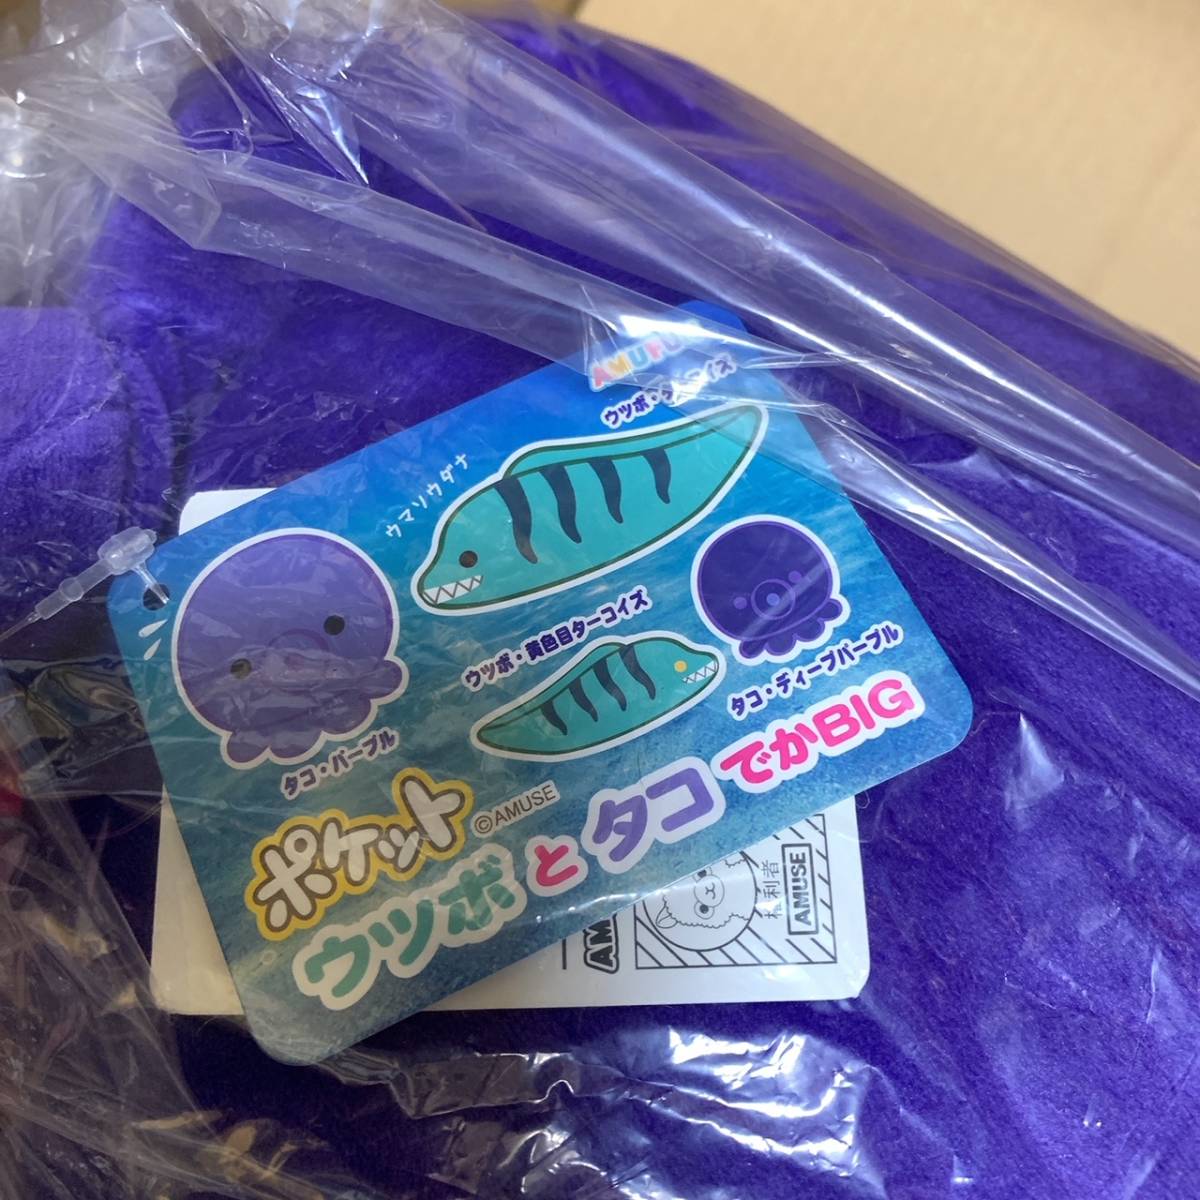 AMUFU
ウツボ・ターコイズ
ウマソウダナ
ウツボ・黄色目ターコイズ
タコ・ディープパープル
タコ・パープル
ポケット
©AMUSE
ウツボとタコ でかBIG
権利者
AMUSE